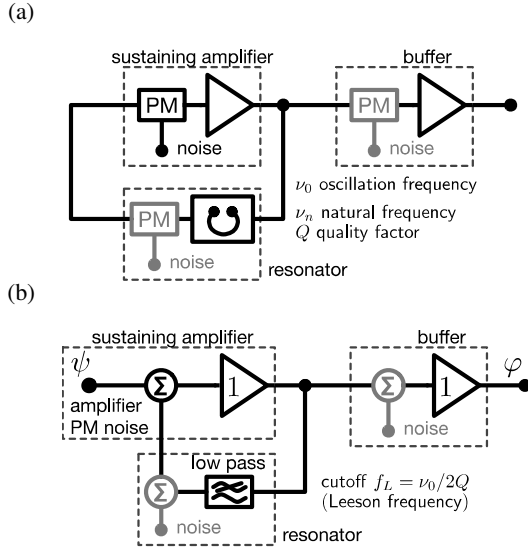 (a)
sustaining amplifier
buffer
PM
PM
noise
noise
ν₀ oscillation frequency
PM
νₙ natural frequency
Q quality factor
noise
resonator
(b)
sustaining amplifier
buffer
ψ
φ
Σ
1
Σ
1
amplifier
PM noise
noise
low pass
Σ
cutoff f_L = ν₀/2Q
(Leeson frequency)
noise
resonator